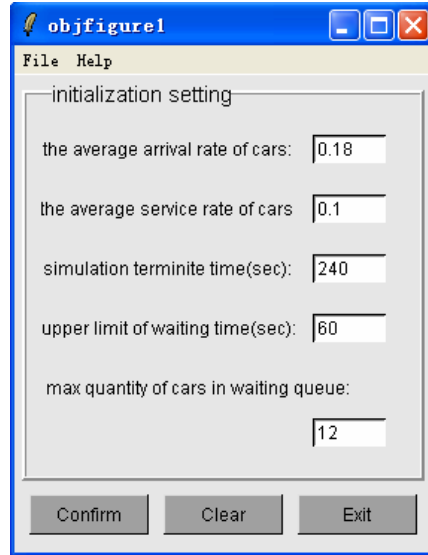 objfigure1
File Help
initialization setting
the average arrival rate of cars: 0.18
the average service rate of cars 0.1
simulation terminite time(sec): 240
upper limit of waiting time(sec): 60
max quantity of cars in waiting queue:
12
Confirm Clear Exit